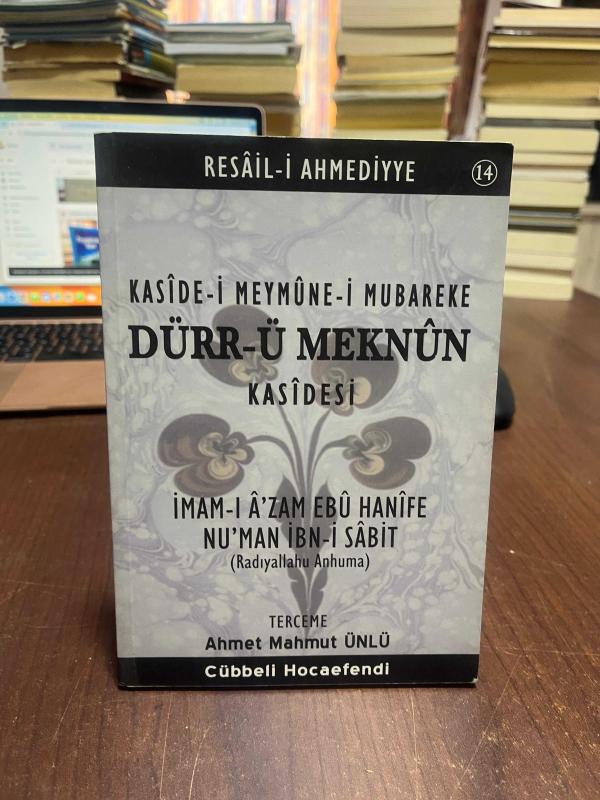 RESÂİL-İ AHMEDİYYE 14
KASÎDE-İ MEYMÛNE-İ MUBAREKE
DÜRR-Ü MEKNÛN
KASÎDESİ
İMAM-I Â'ZAM EBÛ HANÎFE
NU'MAN İBN-İ SÂBİT
(Radıyallahu Anhuma)
TERCEME
Ahmet Mahmut ÜNLÜ
Cübbeli Hocaefendi